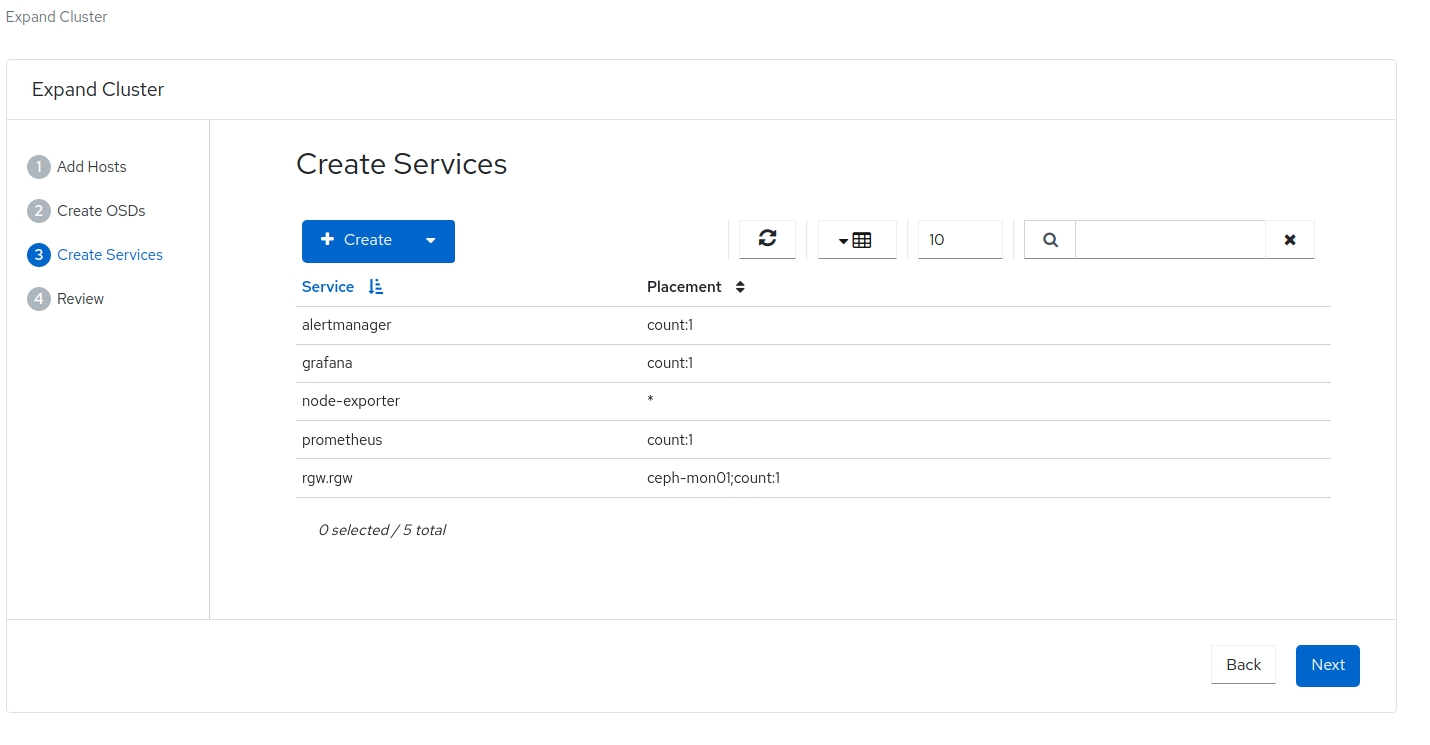 Expand Cluster
Expand Cluster
1 Add Hosts
2 Create OSDs
3 Create Services
4 Review
Create Services
Create
10
Service Placement
alertmanager count:1
grafana count:1
node-exporter *
prometheus count:1
rgw.rgw ceph-mon01;count:1
0 selected / 5 total
Back Next